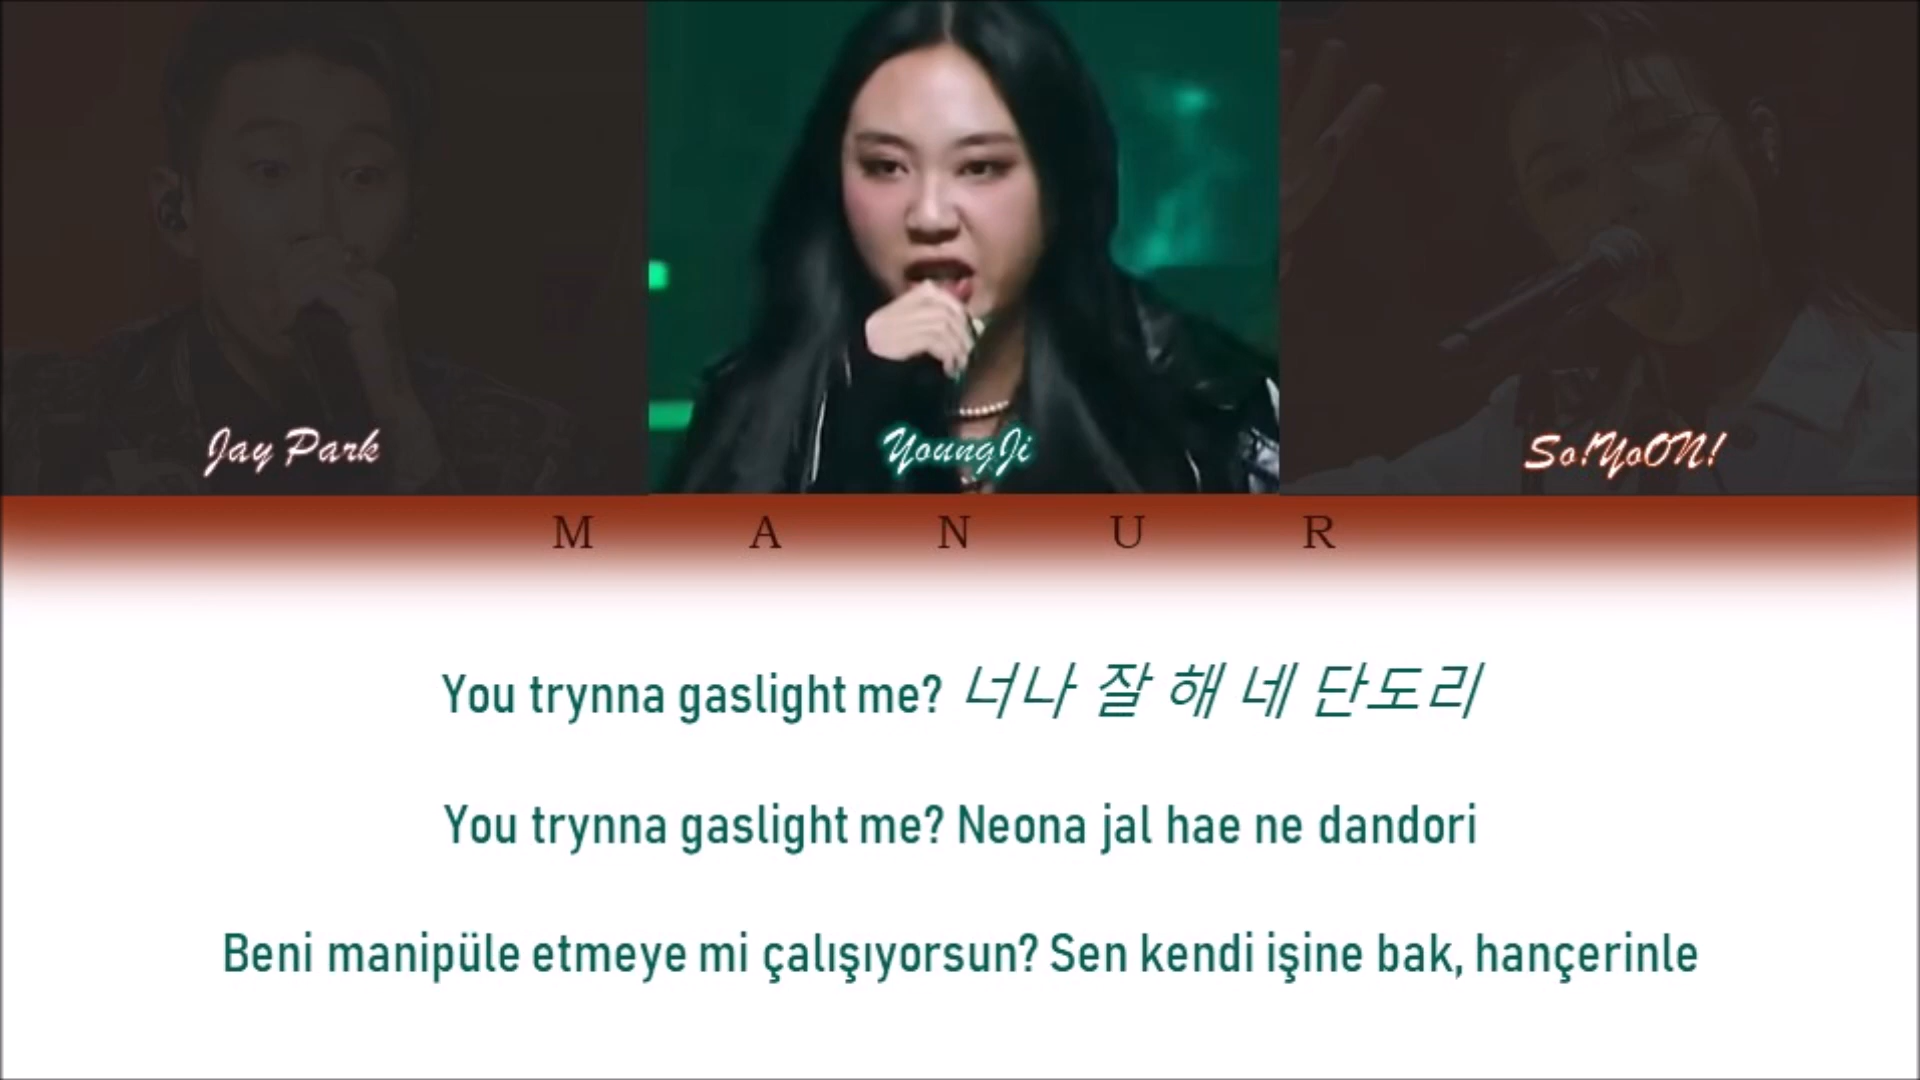 Jay Park
YoungJi
So!YoON!
M A N U R
You trynna gaslight me? 너나 잘 해 네 단도리
You trynna gaslight me? Neona jal hae ne dandori
Beni manipüle etmeye mi çalışıyorsun? Sen kendi işine bak, hançerinle